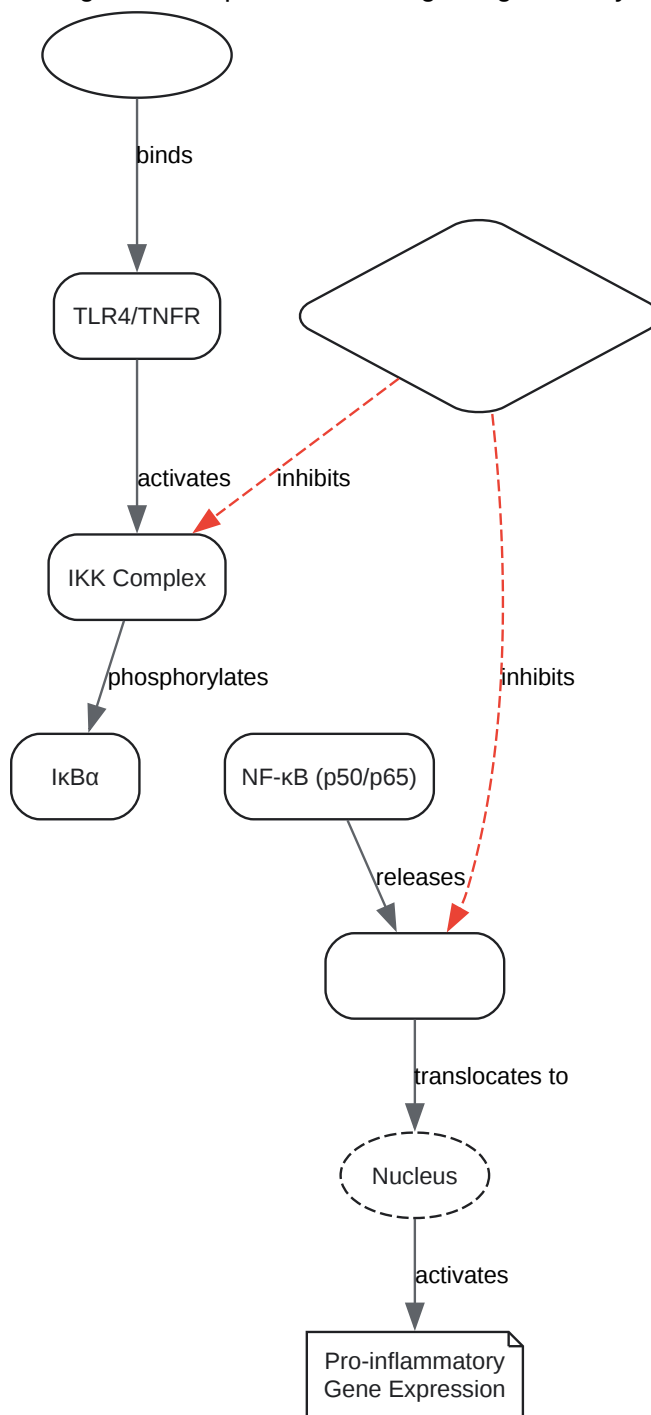 binds
TLR4/TNFR
activates
inhibits
IKK Complex
phosphorylates
inhibits
IκBα
NF-κB (p50/p65)
releases
translocates to
Nucleus
activates
Pro-inflammatory
Gene Expression